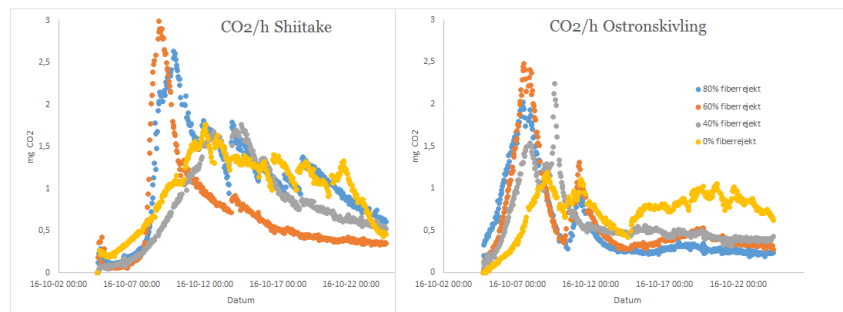 CO2/h Shiitake
3
2,5
2
1,5
1
0,5
0
mg CO2
16-10-02 00:00
16-10-07 00:00
16-10-12 00:00
16-10-17 00:00
16-10-22 00:00
Datum
CO2/h Ostronskivling
3
2,5
2
1,5
1
0,5
0
mg CO2
80% fiberrejekt
60% fiberrejekt
40% fiberrejekt
0% fiberrejekt
16-10-02 00:00
16-10-07 00:00
16-10-12 00:00
16-10-17 00:00
16-10-22 00:00
Datum